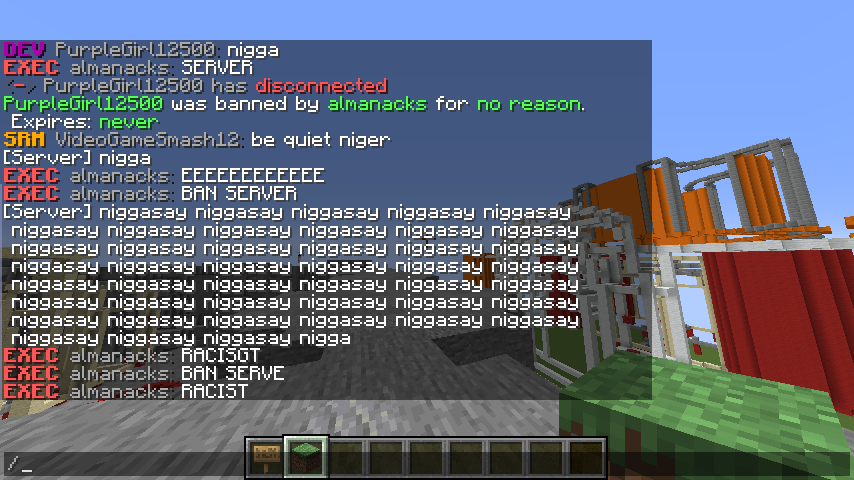 DEV PurpleGirl12500: nigga
EXEC almanacks: SERVER
'-, PurpleGirl12500 has disconnected
PurpleGirl12500 was banned by almanacks for no reason.
Expires: never
SRM VideoGameSmash12: be quiet niger
[Server] nigga
EXEC almanacks: EEEEEEEEEEEE
EXEC almanacks: BAN SERVER
[Server] niggasay niggasay niggasay niggasay niggasay
niggasay niggasay niggasay niggasay niggasay niggasay
niggasay niggasay niggasay niggasay niggasay niggasay
niggasay niggasay niggasay niggasay niggasay niggasay
niggasay niggasay niggasay niggasay niggasay niggasay
niggasay niggasay niggasay niggasay niggasay niggasay
niggasay niggasay niggasay niggasay niggasay niggasay
niggasay niggasay niggasay nigga
EXEC almanacks: RACISGT
EXEC almanacks: BAN SERVE
EXEC almanacks: RACIST
/_